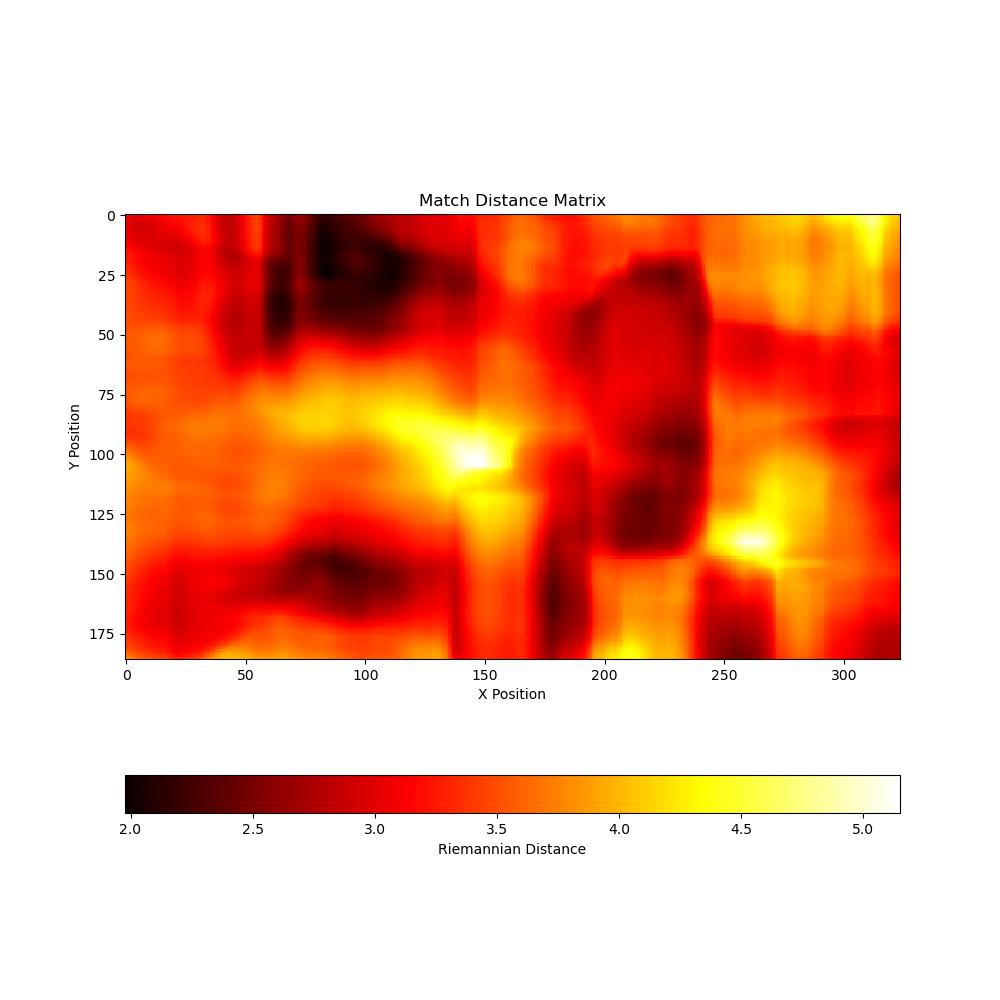 Match Distance Matrix
0
25
50
75
100
125
150
175
Y Position
0 50 100 150 200 250 300
X Position
2.0 2.5 3.0 3.5 4.0 4.5 5.0
Riemannian Distance